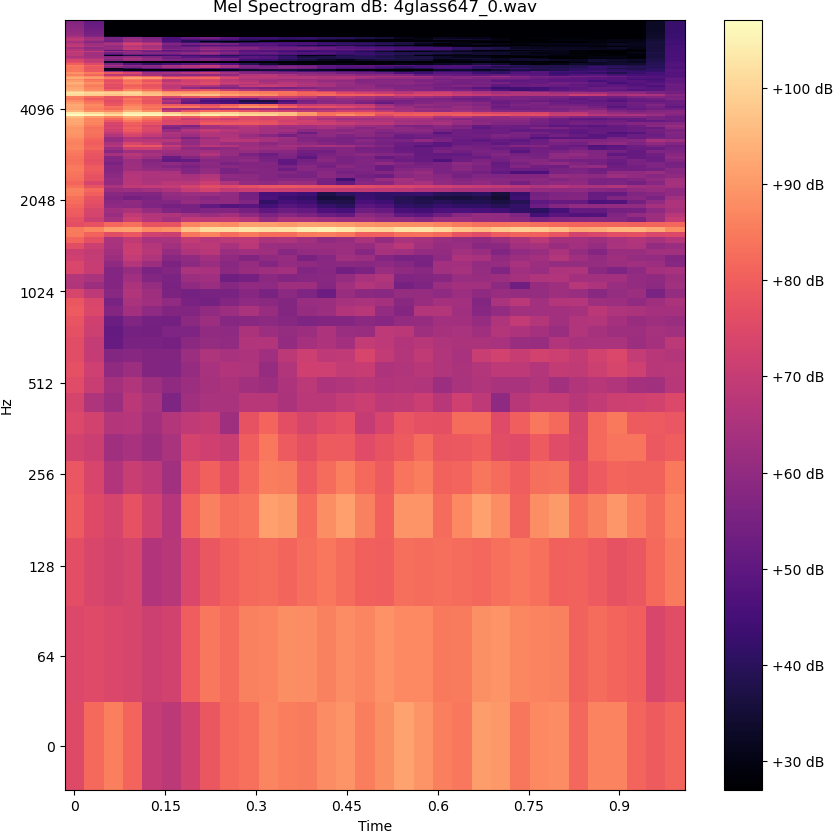 Mel Spectrogram dB: 4glass647_0.wav
+100 dB
4096
+90 dB
2048
+80 dB
1024
+70 dB
512
Hz
256
+60 dB
128
+50 dB
64
+40 dB
0
+30 dB
0 0.15 0.3 0.45 0.6 0.75 0.9
Time